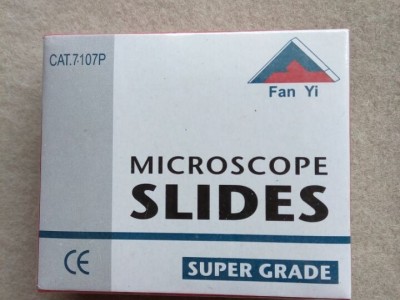 CAT.7107P
Fan Yi
MICROSCOPE
SLIDES
CE
SUPER GRADE